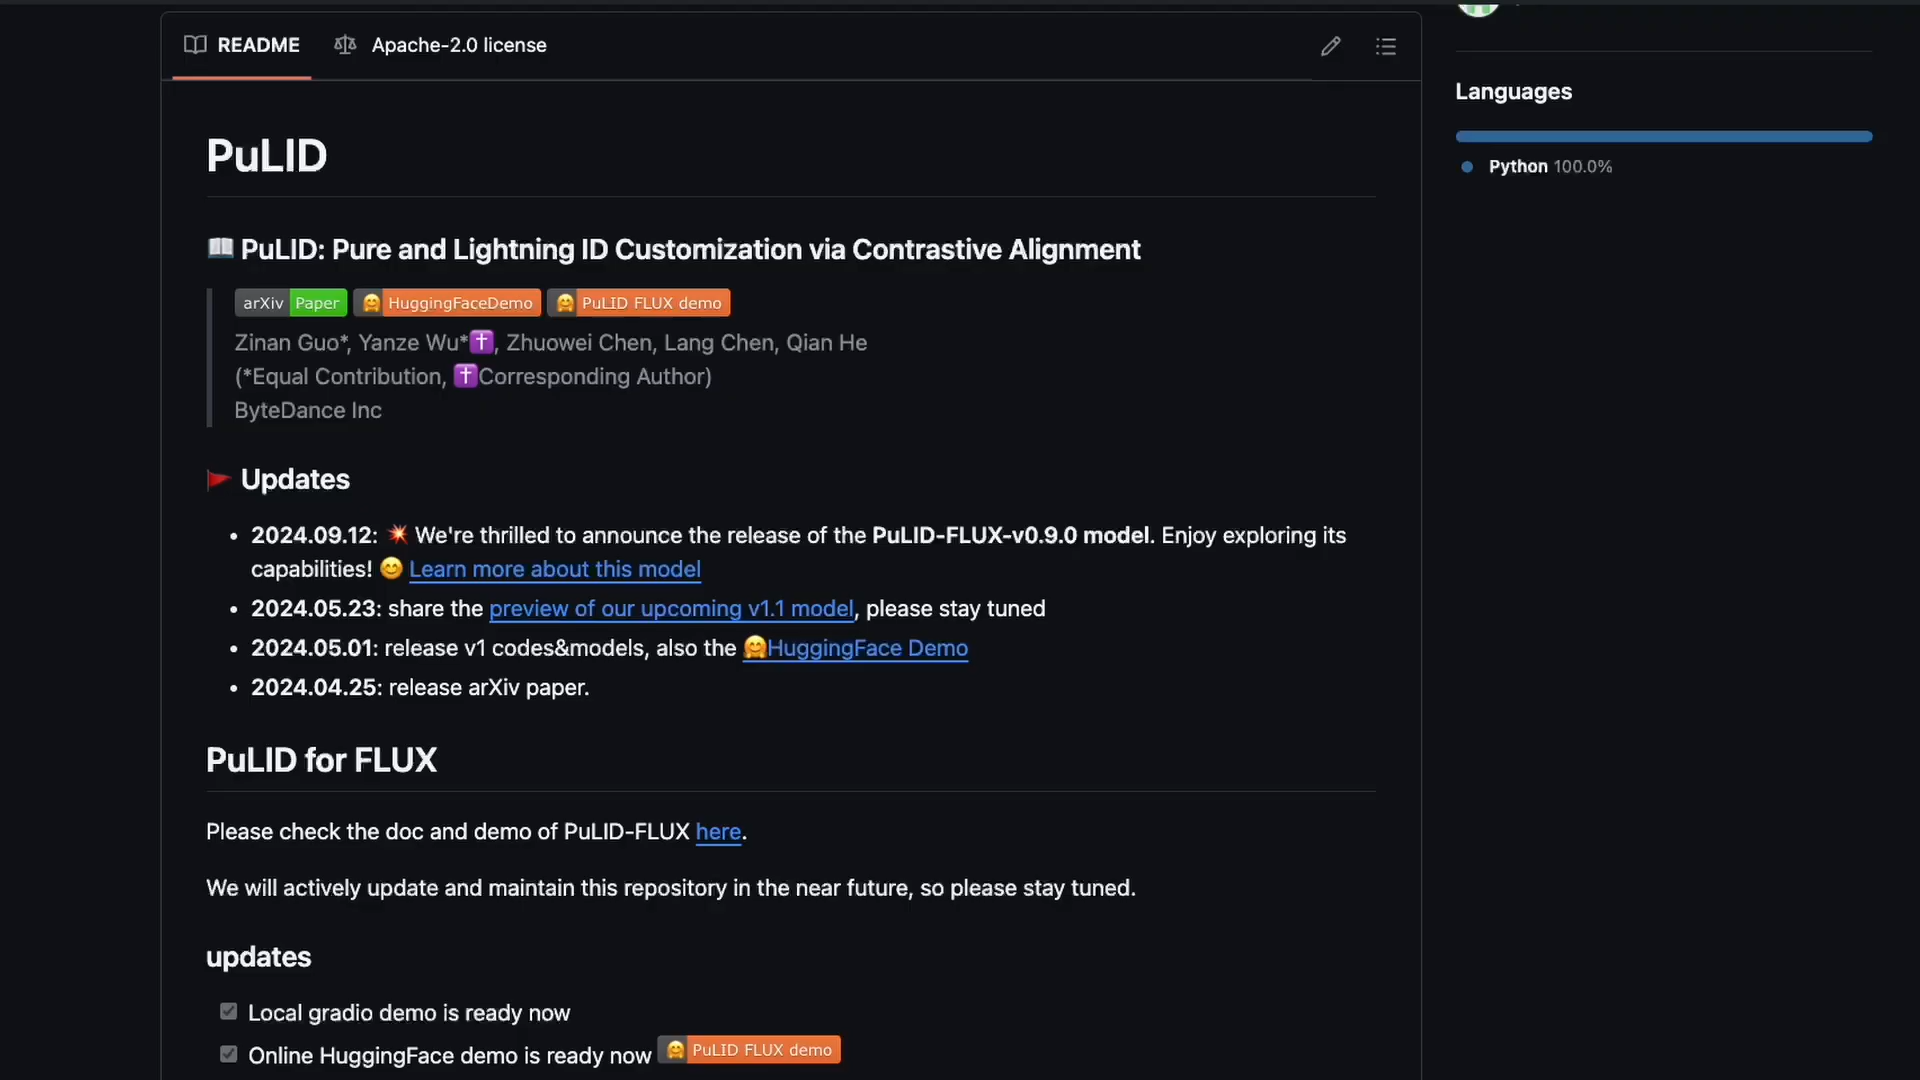 README
Apache-2.0 license
PuLID
PuLID: Pure and Lightning ID Customization via Contrastive Alignment
arXiv Paper HuggingFaceDemo PuLID FLUX demo
Zinan Guo*, Yanze Wu*✝, Zhuowei Chen, Lang Chen, Qian He
(*Equal Contribution, ✝Corresponding Author)
ByteDance Inc
Updates
2024.09.12: We're thrilled to announce the release of the PuLID-FLUX-v0.9.0 model. Enjoy exploring its
capabilities! Learn more about this model
2024.05.23: share the preview of our upcoming v1.1 model, please stay tuned
2024.05.01: release v1 codes&models, also the HuggingFace Demo
2024.04.25: release arXiv paper.
PuLID for FLUX
Please check the doc and demo of PuLID-FLUX here.
We will actively update and maintain this repository in the near future, so please stay tuned.
updates
Local gradio demo is ready now
Online HuggingFace demo is ready now PuLID FLUX demo
Languages
Python 100.0%